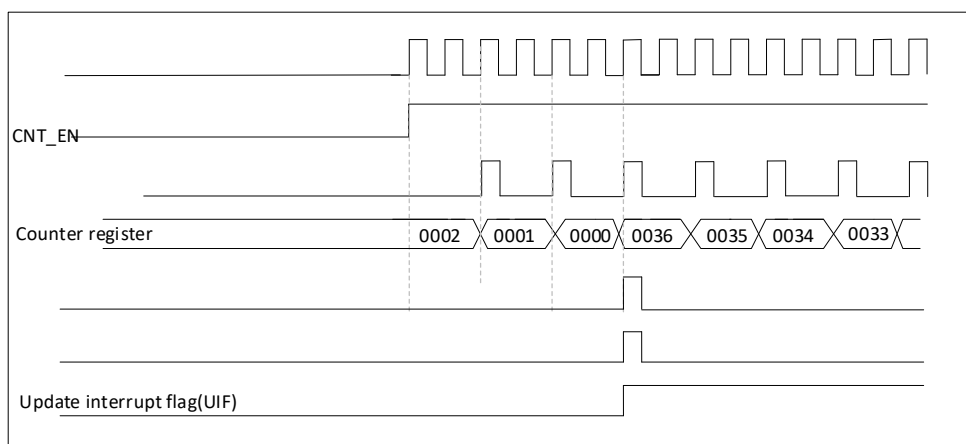 CNT_EN
Counter register 0002 0001 0000 0036 0035 0034 0033
Update interrupt flag(UIF)